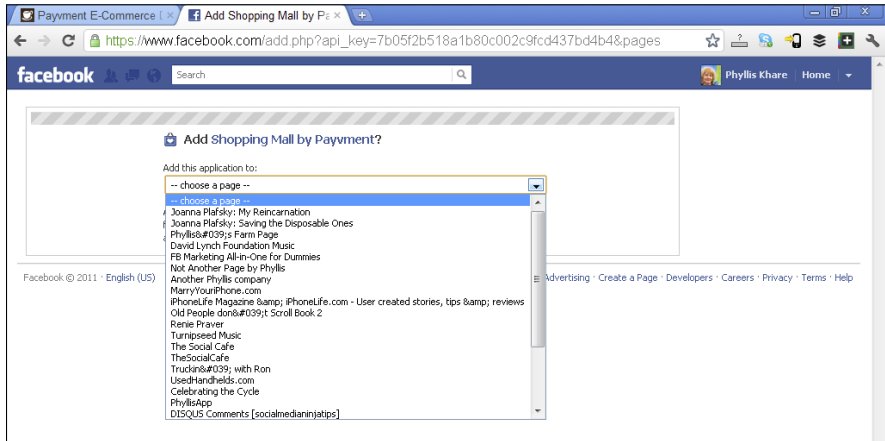 Payvment E-Commerce [
Add Shopping Mall by Pa
https://www.facebook.com/add.php?api_key=7b05f2b518a1b80c002c9fcd437bd4b4&pages
facebook
Search
Phyllis Khare
Home
Add Shopping Mall by Payvment?
Add this application to:
-- choose a page --
-- choose a page --
Joanna Plafsky: My Reincarnation
Joanna Plafsky: Saving the Disposable Ones
Phyllis&#039;s Farm Page
David Lynch Foundation Music
FB Marketing All-in-One for Dummies
Not Another Page by Phyllis
Another Phyllis company
MarryYouriPhone.com
iPhoneLife Magazine &amp; iPhoneLife.com - User created stories, tips &amp; reviews
Old People don&#039;t Scroll Book 2
Renie Praver
Turnipseed Music
The Social Cafe
TheSocialCafe
Truckin&#039; with Ron
UsedHandhelds.com
Celebrating the Cycle
PhyllisApp
DISQUS Comments [socialmedianinjatips]
Facebook © 2011 · English (US)
Advertising · Create a Page · Developers · Careers · Privacy · Terms · Help